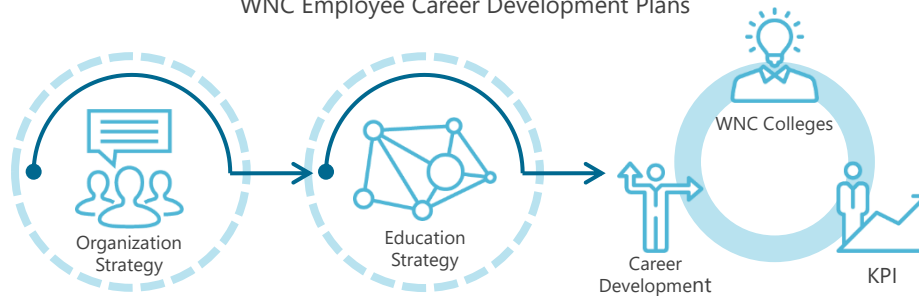 WNC Employee Career Development Plans
Organization
Strategy
Education
Strategy
WNC Colleges
Career
Development
KPI